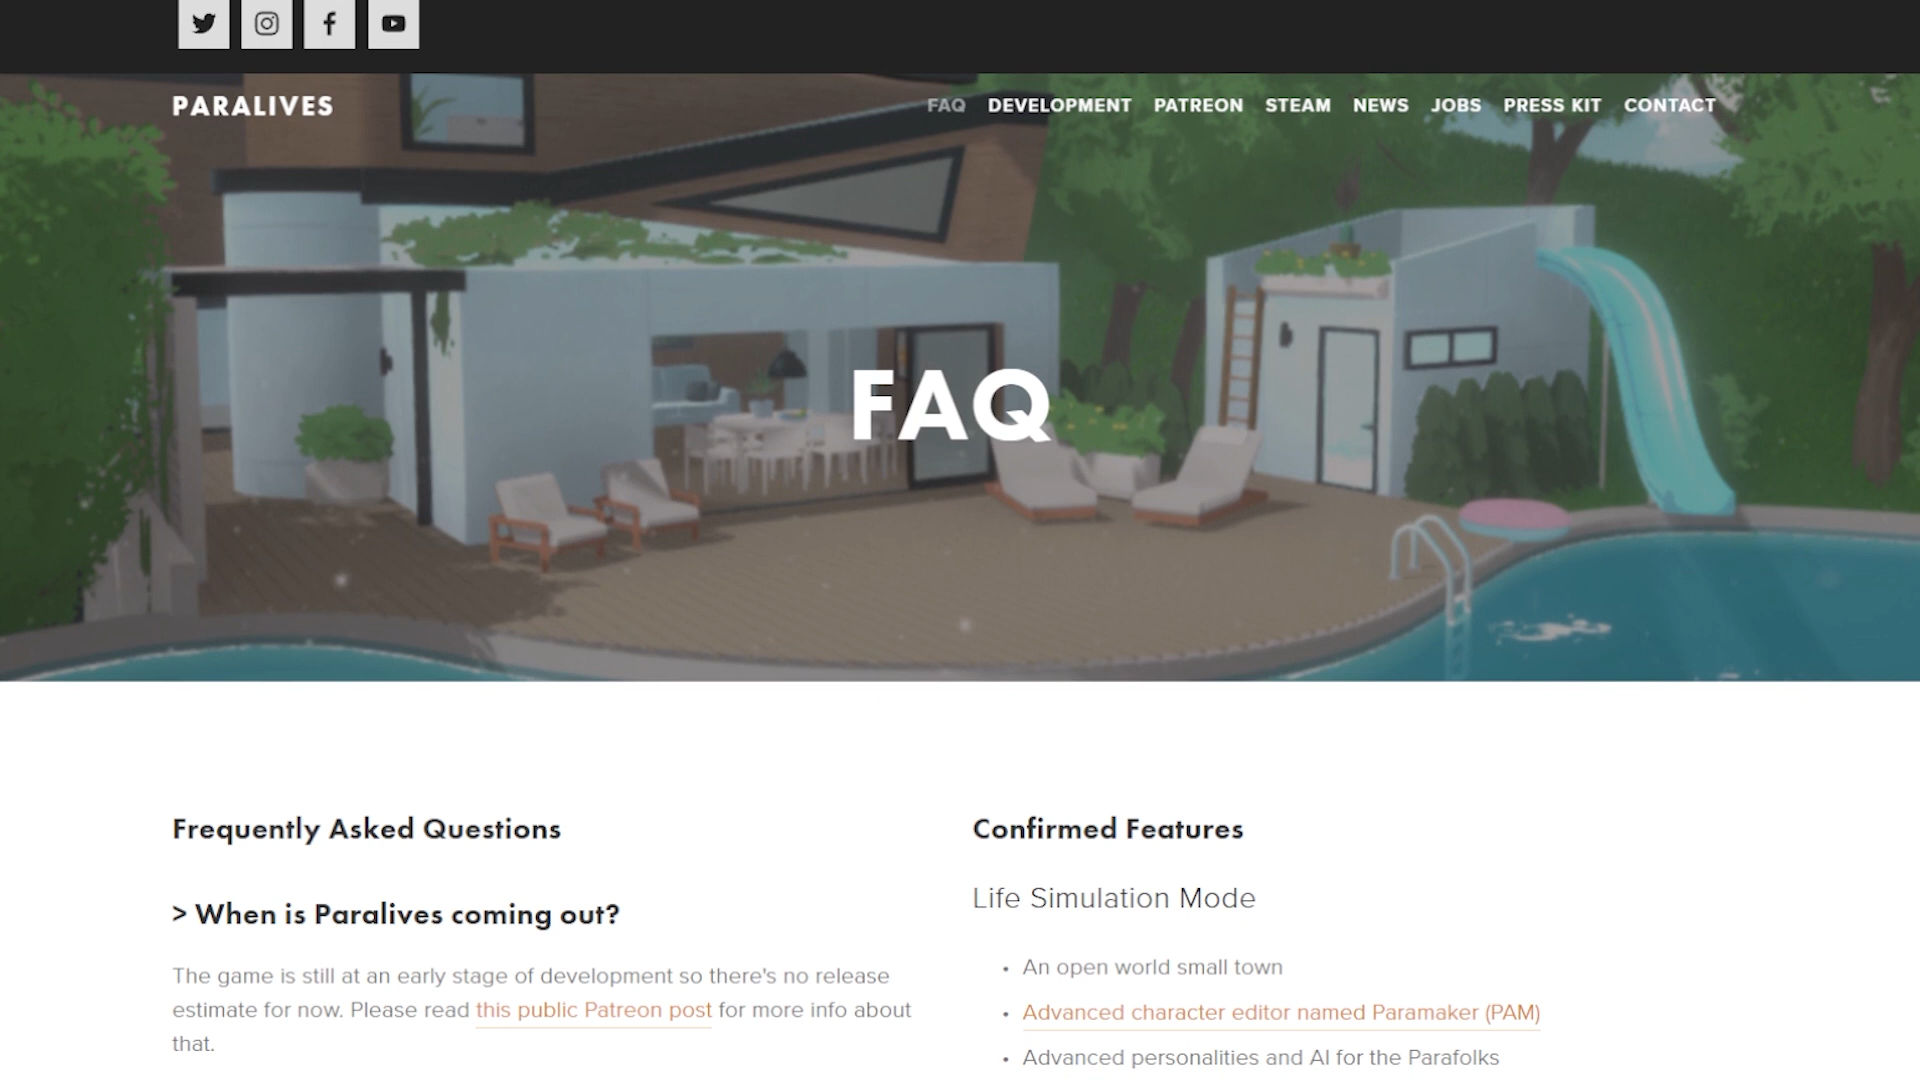 PARALIVES
FAQ DEVELOPMENT PATREON STEAM NEWS JOBS PRESS KIT CONTACT
FAQ
Frequently Asked Questions
> When is Paralives coming out?
The game is still at an early stage of development so there's no release
estimate for now. Please read this public Patreon post for more info about
that.
Confirmed Features
Life Simulation Mode
• An open world small town
• Advanced character editor named Paramaker (PAM)
• Advanced personalities and AI for the Parafolks